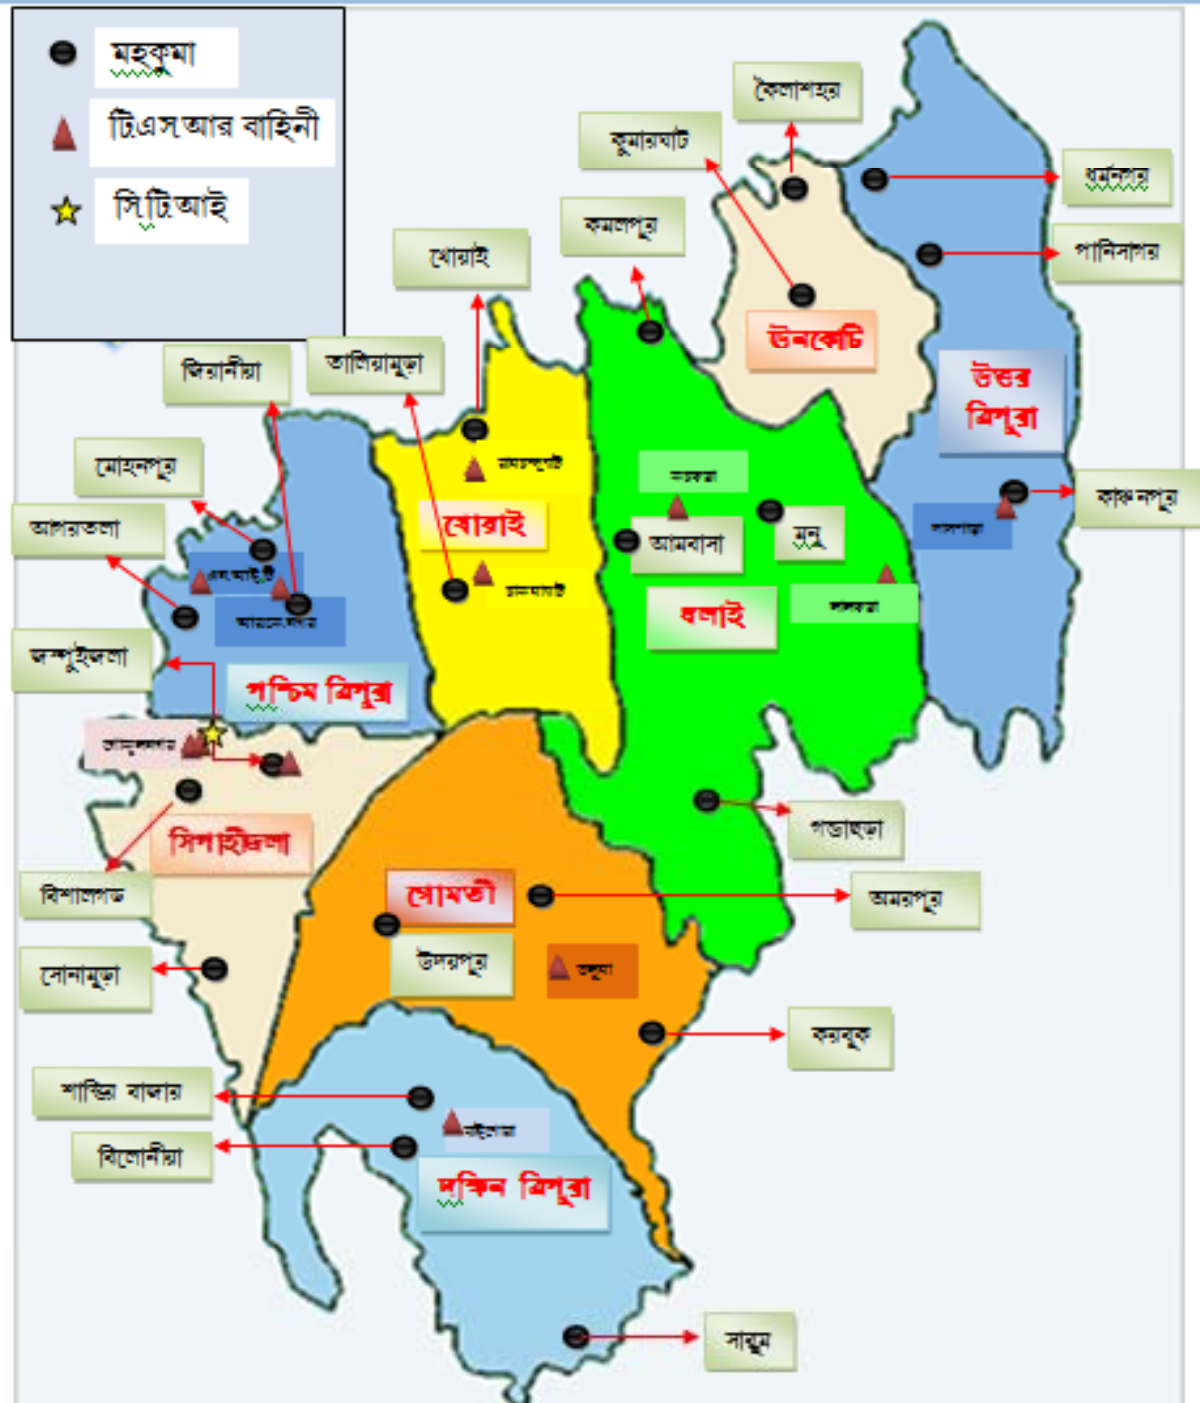 মহকুমা
টিএসআর বাহিনী
সিটিআই
কৈলাশহর
কুমারঘাট
ধর্মনগর
কমলপুর
পানিসাগর
খোয়াই
ঊনকোটি
জিরানীয়া
তালিয়ামুড়া
উত্তর
ত্রিপুরা
মোহনপুর
কাঞ্চনপুর
আগরতলা
খোয়াই
আমবাসা
মনু
ধলাই
জম্পুইজলা
পশ্চিম ত্রিপুরা
গন্ডাছড়া
সিপাহীজলা
বিশালগড
গোমতী
অমরপুর
উদয়পুর
সোনামুড়া
করবুক
শান্তির বাজার
বিলোনীয়া
দক্ষিন ত্রিপুরা
সাব্রুম